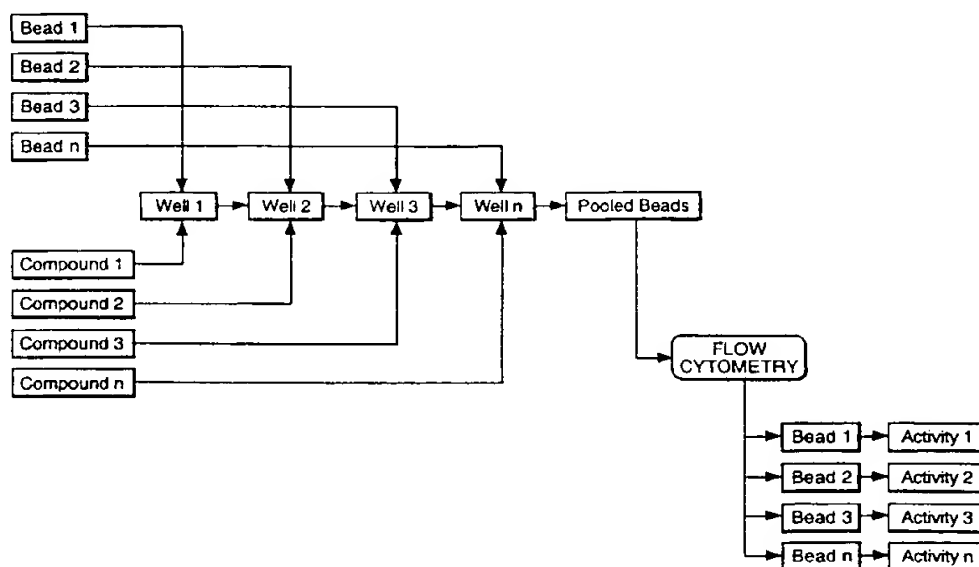 Bead 1
Bead 2
Bead 3
Bead n
Well 1
Well 2
Well 3
Well n
Pooled Beads
Compound 1
Compound 2
Compound 3
Compound n
FLOW
CYTOMETRY
Bead 1
Activity 1
Bead 2
Activity 2
Bead 3
Activity 3
Bead n
Activity n